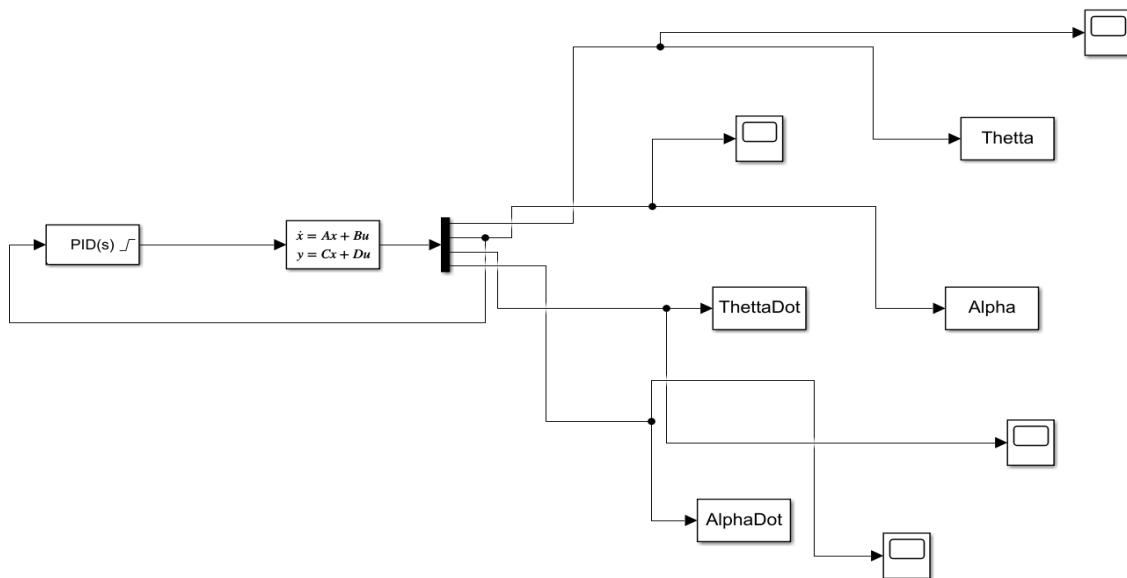 Thetta
PID(s)
ẋ = Ax + Bu
y = Cx + Du
ThettaDot
Alpha
AlphaDot